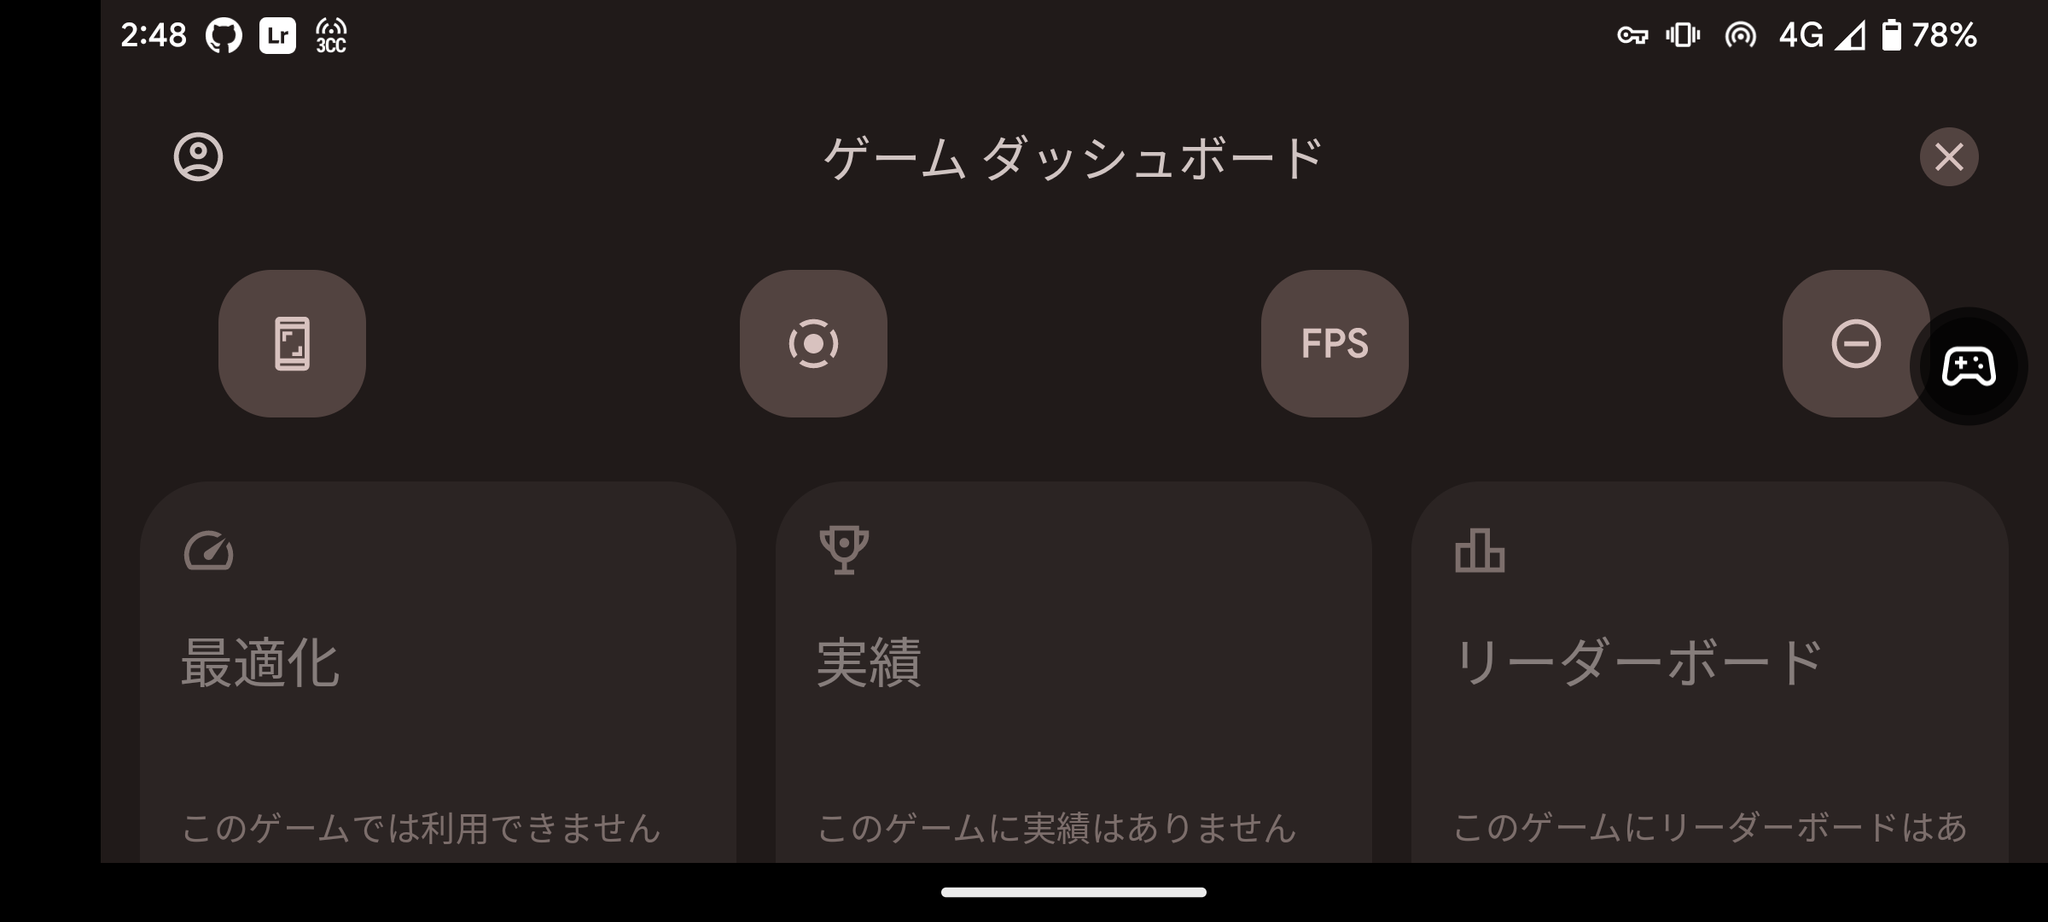 2:48 Lr 3CC 4G 78%
ゲーム ダッシュボード
FPS
最適化
実績
リーダーボード
このゲームでは利用できません
このゲームに実績はありません
このゲームにリーダーボードはあ